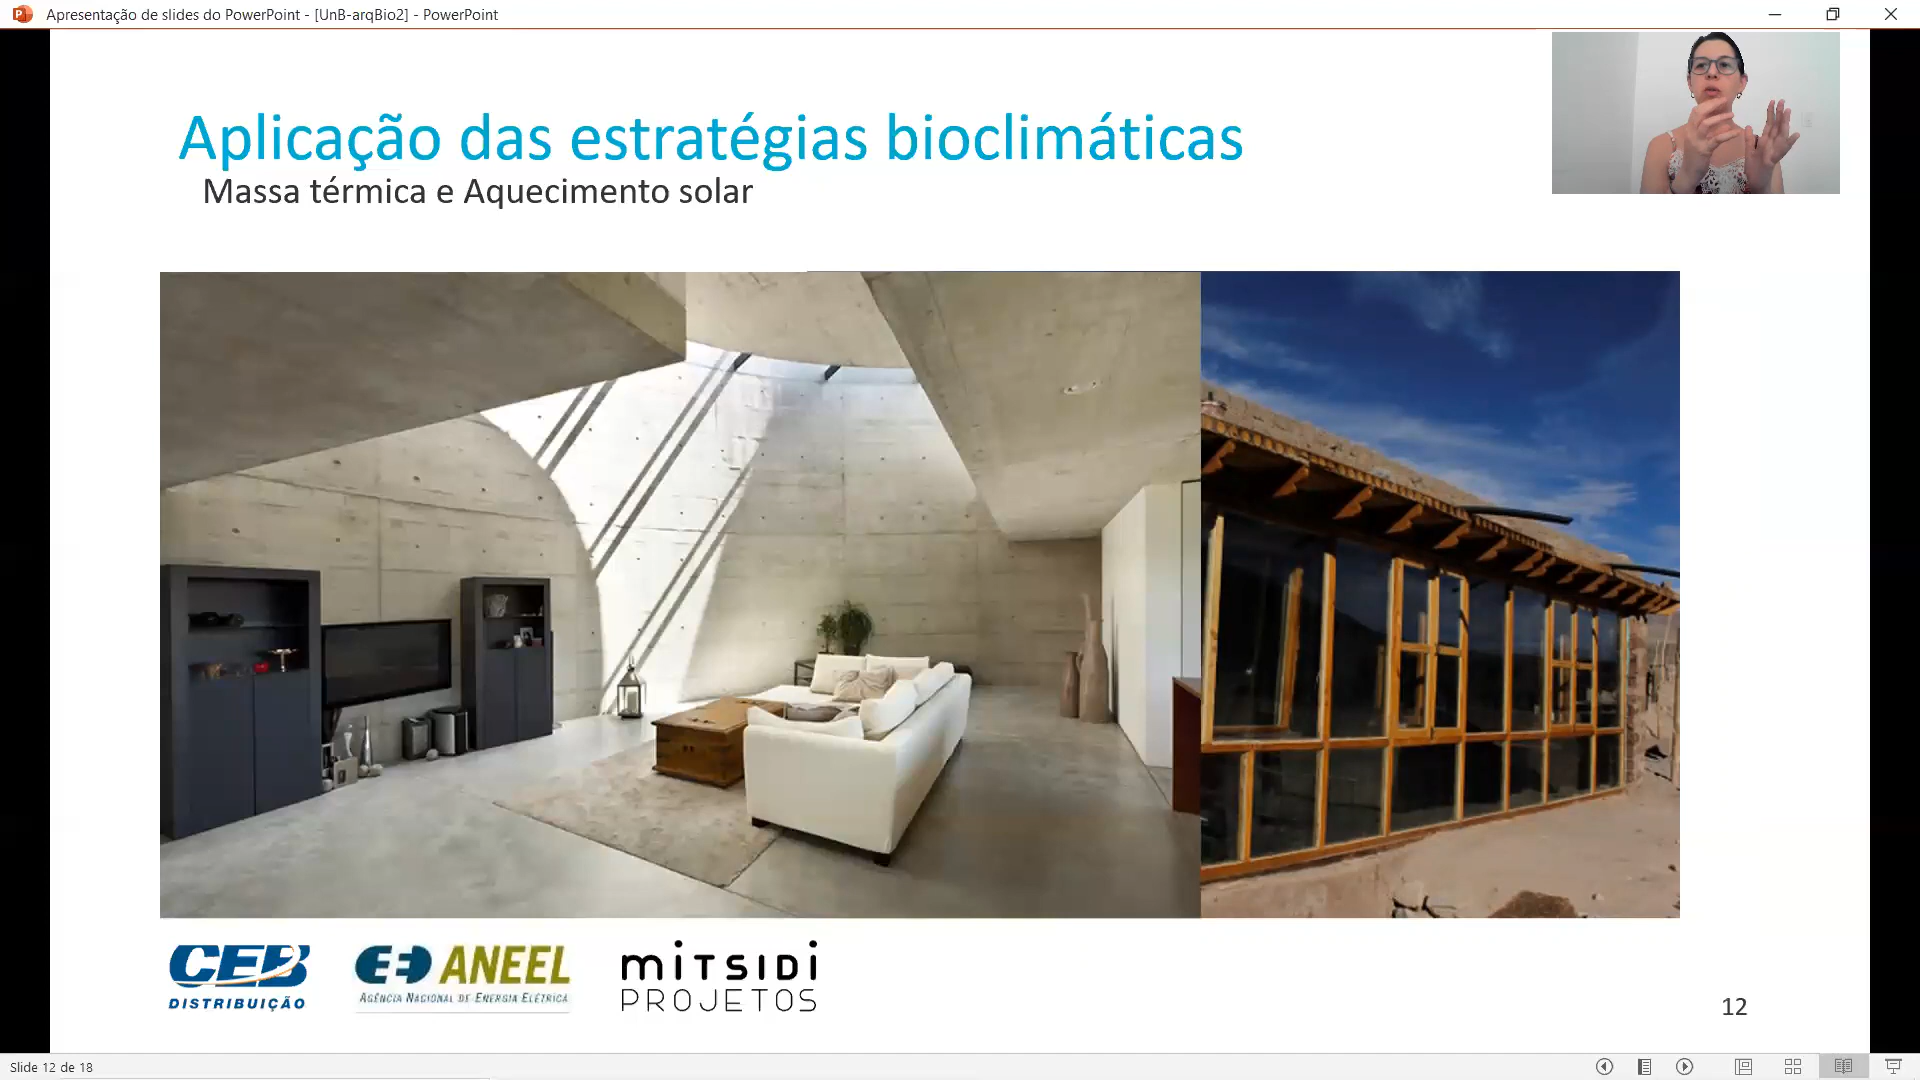 Apresentação de slides do PowerPoint - [UnB-arqBio2] - PowerPoint
Aplicação das estratégias bioclimáticas
Massa térmica e Aquecimento solar
CEB
DISTRIBUIÇÃO
ANEEL
AGÊNCIA NACIONAL DE ENERGIA ELÉTRICA
mitsidi
PROJETOS
12
Slide 12 de 18